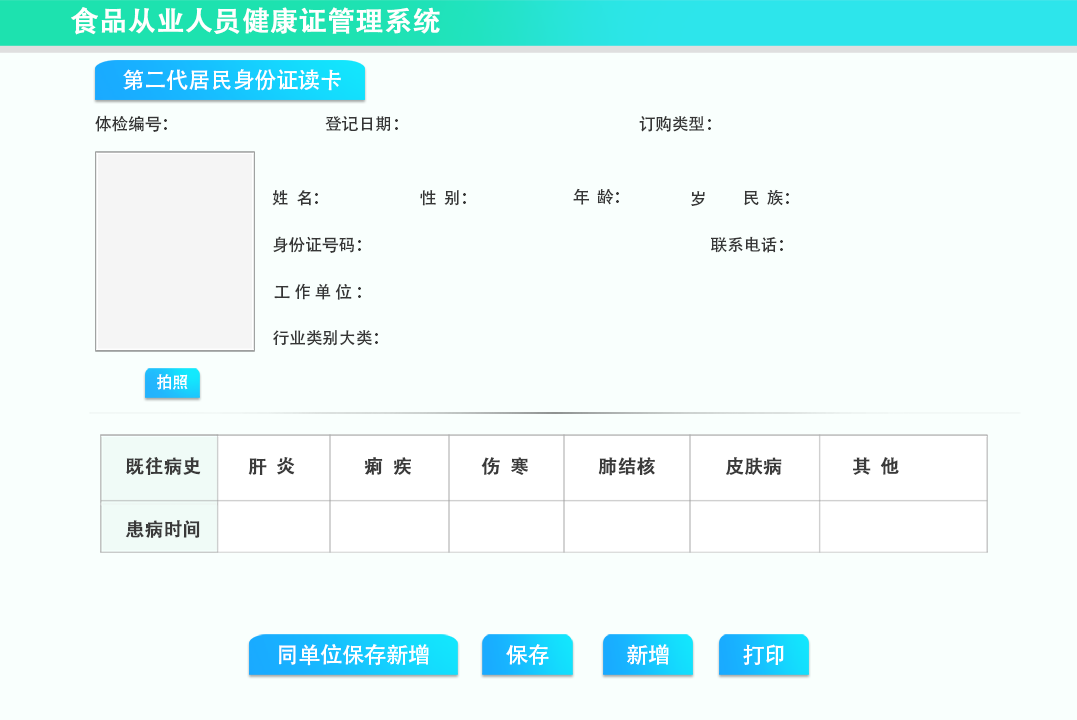 食品从业人员健康证管理系统
第二代居民身份证读卡
体检编号： 登记日期： 订购类型：
姓 名： 性 别： 年 龄： 岁 民 族：
身份证号码： 联系电话：
工 作 单 位：
行业类别大类：
拍照
既往病史 肝 炎 痢 疾 伤 寒 肺结核 皮肤病 其 他
患病时间
同单位保存新增 保存 新增 打印